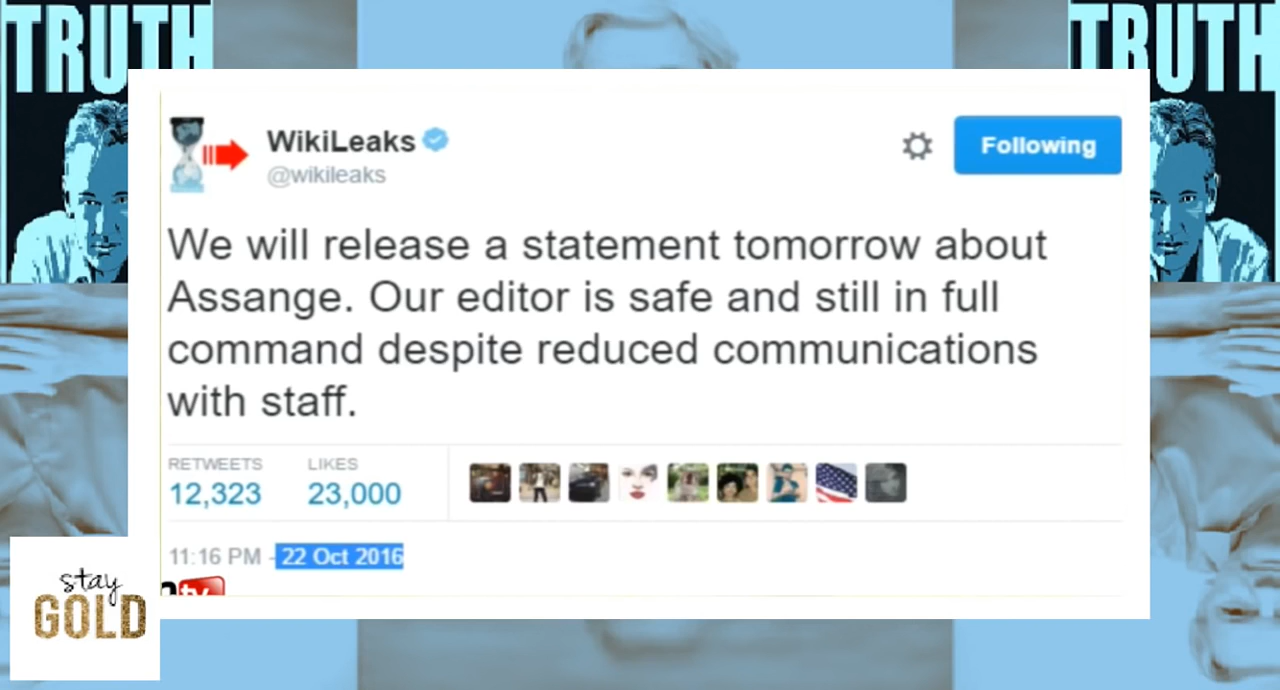 TRUTH
TRUTH
WikiLeaks
@wikileaks
Following
We will release a statement tomorrow about
Assange. Our editor is safe and still in full
command despite reduced communications
with staff.
RETWEETS
LIKES
12,323
23,000
11:16 PM - 22 Oct 2016
tv
stay
GOLD